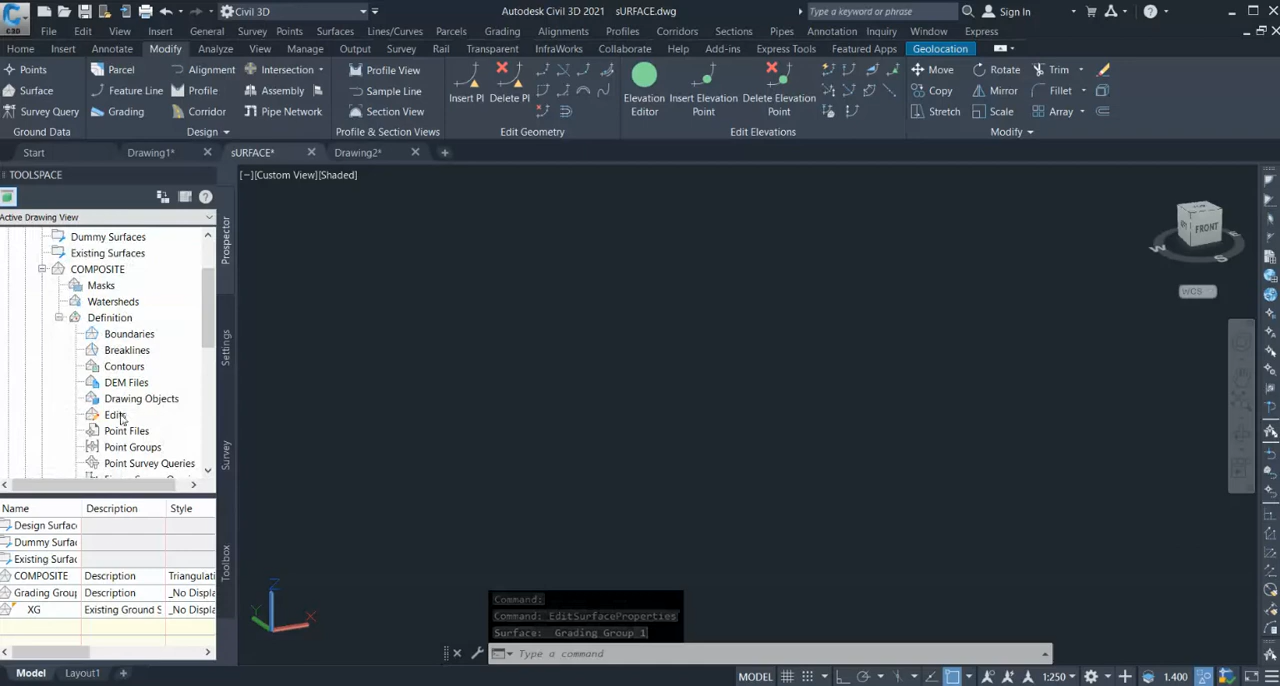 C3D
Civil 3D
Autodesk Civil 3D 2021 sURFACE.dwg
Type a keyword or phrase
Sign In
File Edit View Insert General Survey Points Surfaces Lines/Curves Parcels Grading Alignments Profiles Corridors Sections Pipes Annotation Inquiry Window Express
Home Insert Annotate Modify Analyze View Manage Output Survey Rail Transparent InfraWorks Collaborate Help Add-ins Express Tools Featured Apps Geolocation
Points Parcel Alignment Intersection Profile View Move Rotate Trim
Surface Feature Line Profile Assembly Sample Line Insert PI Delete PI Elevation Editor Insert Elevation Point Delete Elevation Point Copy Mirror Fillet
Survey Query Grading Corridor Pipe Network Section View Stretch Scale Array
Ground Data Design Profile & Section Views Edit Geometry Edit Elevations Modify
Start Drawing1* sURFACE* Drawing2*
TOOLSPACE
[−][Custom View][Shaded]
Active Drawing View
Dummy Surfaces
Existing Surfaces
COMPOSITE
Masks
Watersheds
Definition
Boundaries
Breaklines
Contours
DEM Files
Drawing Objects
Edits
Point Files
Point Groups
Point Survey Queries
Prospector
Settings
Survey
Toolbox
FRONT
W
S
WCS
Name Description Style
Design Surfac
Dummy Surfac
Existing Surfac
COMPOSITE Description Triangulati
Grading Grou Description _No Displa
XG Existing Ground S _No Displa
Z
Y
X
Command:
Command: EditSurfaceProperties
Surface: Grading Group 1
Type a command
Model Layout1
MODEL
1:250
1.400